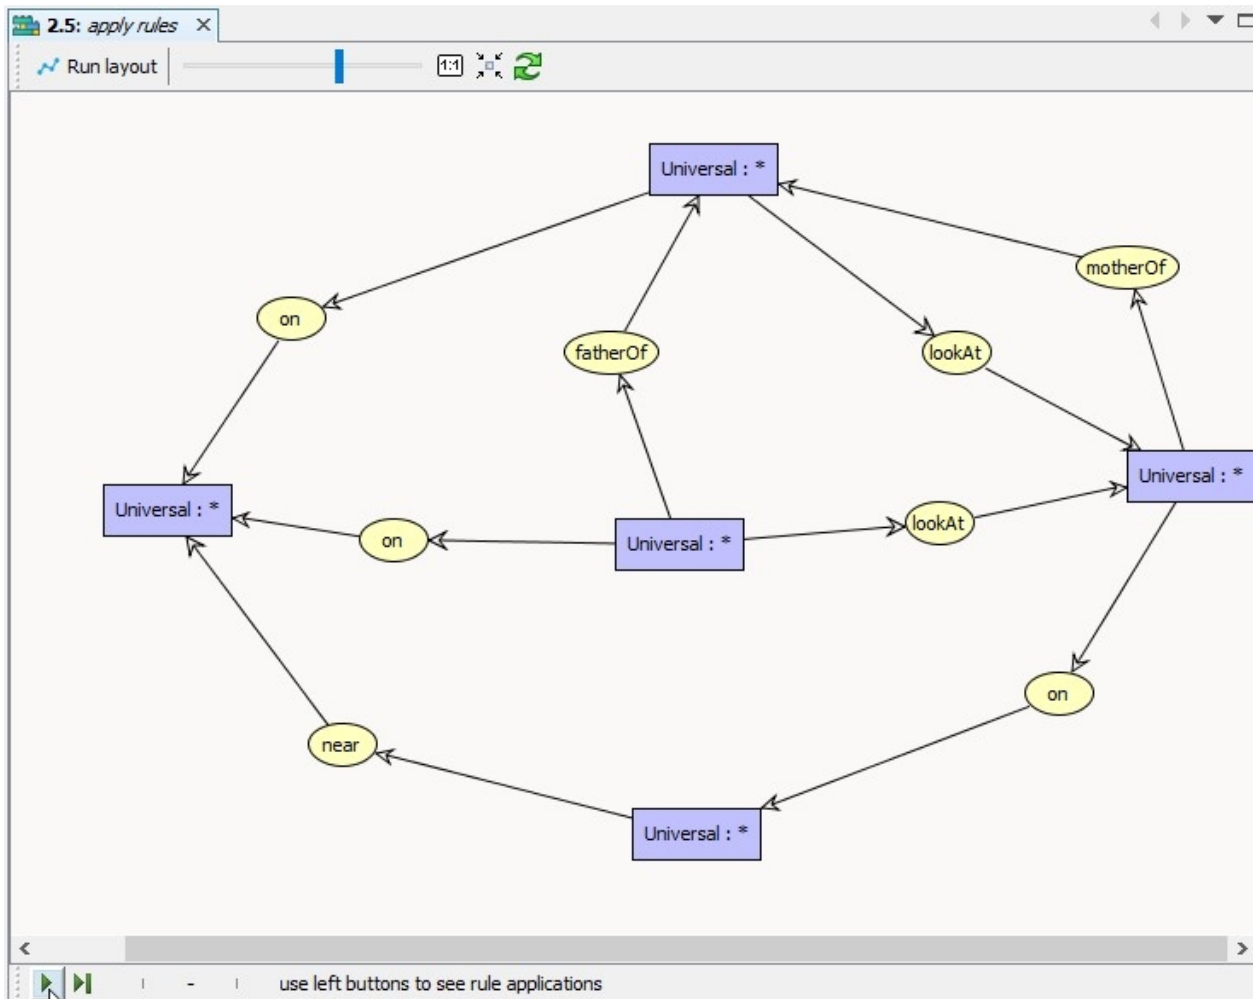 2.5: apply rules
Run layout
1:1
Universal : *
motherOf
on
fatherOf
lookAt
Universal : *
Universal : *
on
Universal : *
lookAt
on
near
Universal : *
- use left buttons to see rule applications